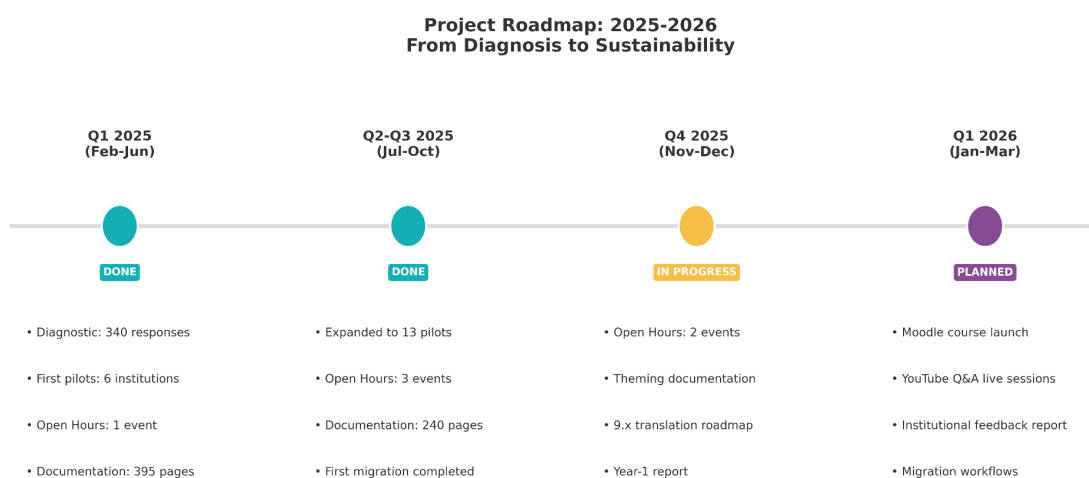 Project Roadmap: 2025-2026
From Diagnosis to Sustainability
Q1 2025
(Feb-Jun)
DONE
• Diagnostic: 340 responses
• First pilots: 6 institutions
• Open Hours: 1 event
• Documentation: 395 pages
Q2-Q3 2025
(Jul-Oct)
DONE
• Expanded to 13 pilots
• Open Hours: 3 events
• Documentation: 240 pages
• First migration completed
Q4 2025
(Nov-Dec)
IN PROGRESS
• Open Hours: 2 events
• Theming documentation
• 9.x translation roadmap
• Year-1 report
Q1 2026
(Jan-Mar)
PLANNED
• Moodle course launch
• YouTube Q&A live sessions
• Institutional feedback report
• Migration workflows